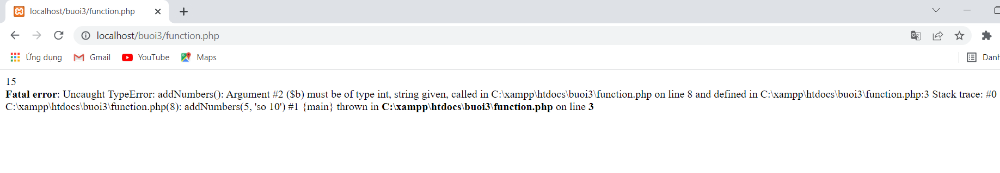 localhost/buoi3/function.php
localhost/buoi3/function.php
Ứng dụng Gmail YouTube Maps Danh
15
Fatal error: Uncaught TypeError: addNumbers(): Argument #2 ($b) must be of type int, string given, called in C:\xampp\htdocs\buoi3\function.php on line 8 and defined in C:\xampp\htdocs\buoi3\function.php:3 Stack trace: #0
C:\xampp\htdocs\buoi3\function.php(8): addNumbers(5, 'so 10') #1 {main} thrown in C:\xampp\htdocs\buoi3\function.php on line 3